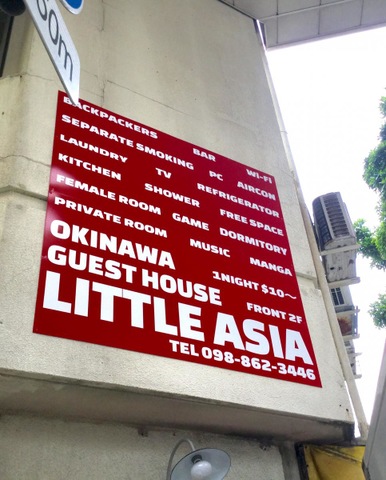 50m
BACKPACKERS BAR WI-FI
SEPARATE SMOKING PC AIRCON
LAUNDRY TV REFRIGERATOR
KITCHEN SHOWER FREE SPACE
FEMALE ROOM GAME DORMITORY
PRIVATE ROOM MUSIC MANGA
OKINAWA 1NIGHT $10～
GUEST HOUSE FRONT 2F
LITTLE ASIA
TEL 098-862-3446